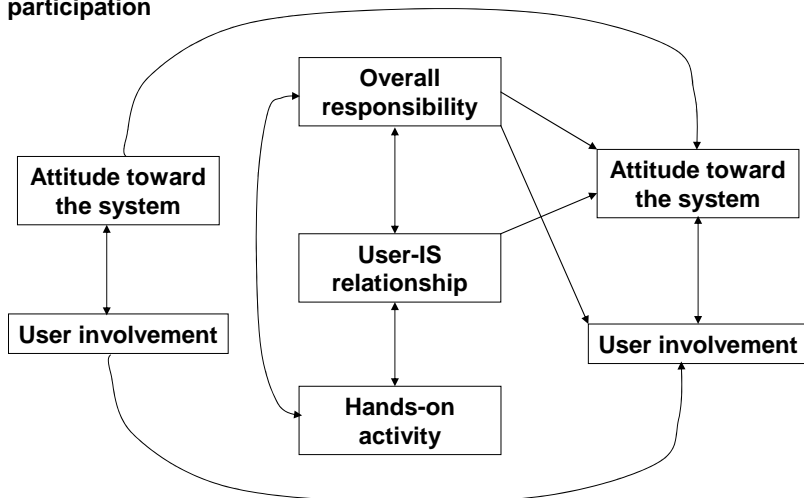 participation
Overall
responsibility
Attitude toward
the system
Attitude toward
the system
User-IS
relationship
User involvement
User involvement
Hands-on
activity